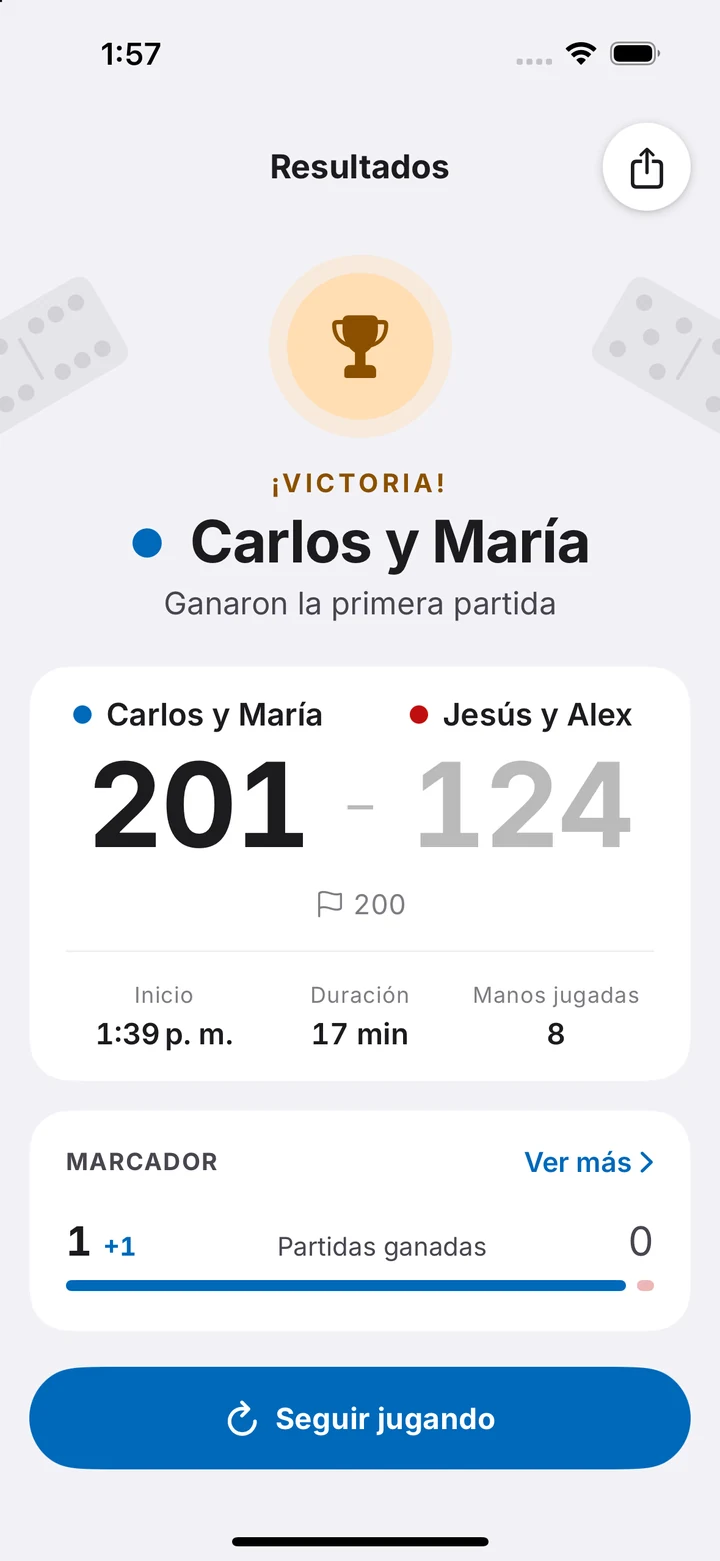 1:57
Resultados
¡VICTORIA!
Carlos y María
Ganaron la primera partida
Carlos y María Jesús y Alex
201 – 124
200
Inicio Duración Manos jugadas
1:39 p. m. 17 min 8
MARCADOR Ver más
1 +1 Partidas ganadas 0
Seguir jugando